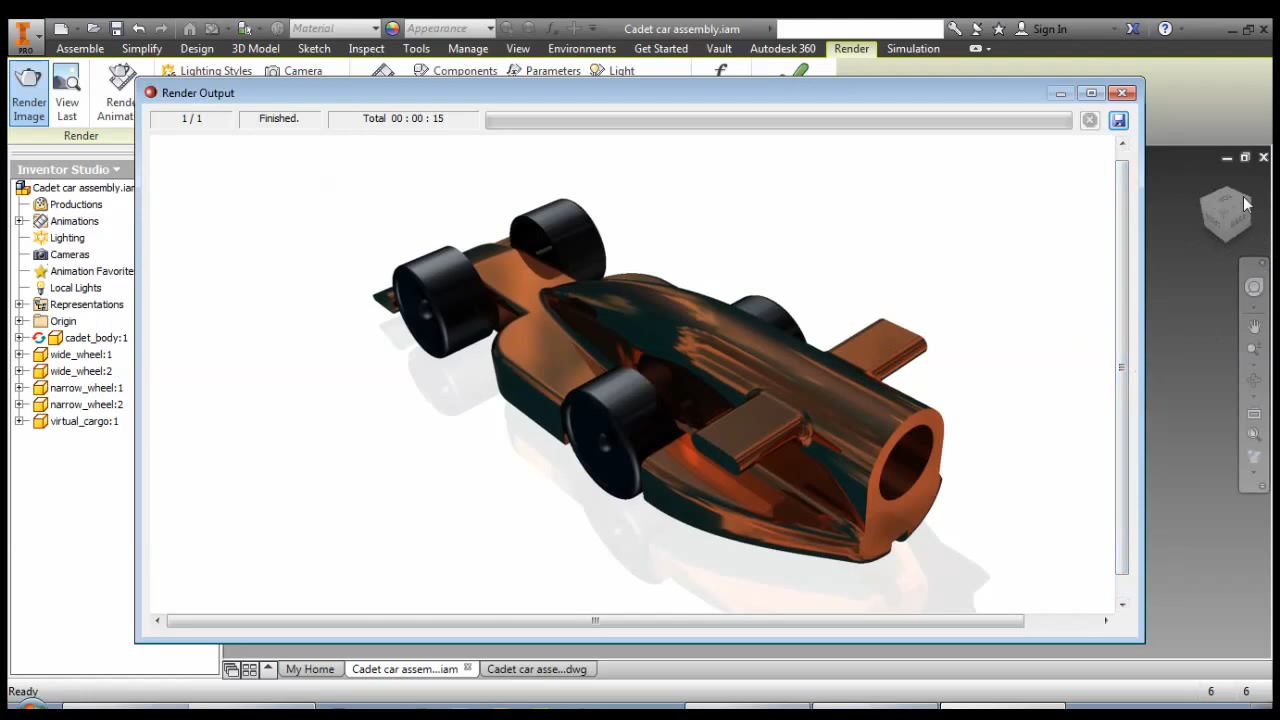 PRO
Material
Appearance
Cadet car assembly.iam
Sign In
Assemble Simplify Design 3D Model Sketch Inspect Tools Manage View Environments Get Started Vault Autodesk 360 Render Simulation
Render Image
View Last
Lighting Styles Camera Components Parameters Light
Render
Render Output
1 / 1 Finished. Total 00 : 00 : 15
Inventor Studio
Cadet car assembly.iam
Productions
Animations
Lighting
Cameras
Animation Favorite
Local Lights
Representations
Origin
cadet_body:1
wide_wheel:1
wide_wheel:2
narrow_wheel:1
narrow_wheel:2
virtual_cargo:1
My Home Cadet car assem...iam Cadet car asse...dwg
Ready 6 6